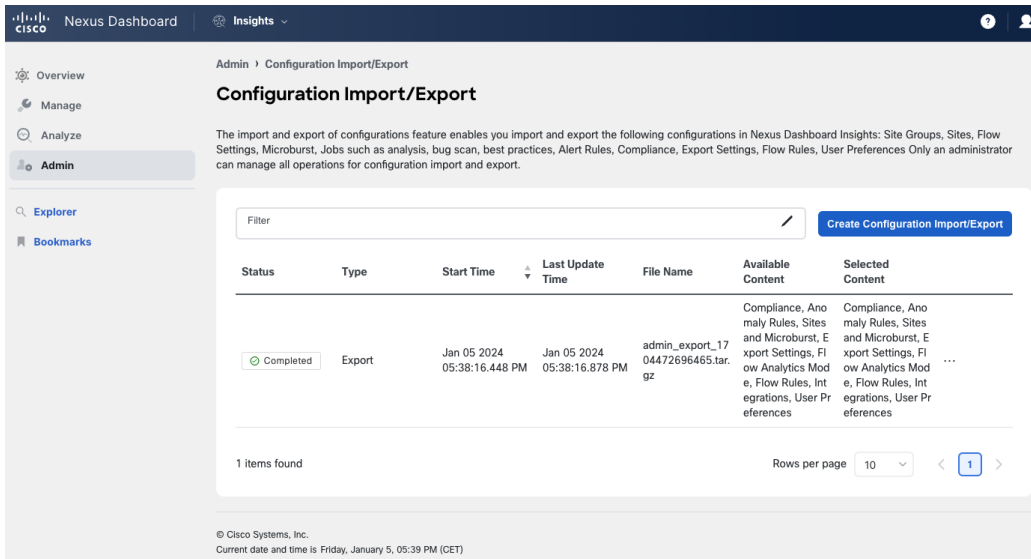 CISCO Nexus Dashboard Insights ?
Overview
Manage
Analyze
Admin
Explorer
Bookmarks
Admin › Configuration Import/Export
Configuration Import/Export
The import and export of configurations feature enables you import and export the following configurations in Nexus Dashboard Insights: Site Groups, Sites, Flow
Settings, Microburst, Jobs such as analysis, bug scan, best practices, Alert Rules, Compliance, Export Settings, Flow Rules, User Preferences Only an administrator
can manage all operations for configuration import and export.
Filter
Create Configuration Import/Export
Status
Type
Start Time
Last Update
Time
File Name
Available
Content
Selected
Content
Completed
Export
Jan 05 2024
05:38:16.448 PM
Jan 05 2024
05:38:16.878 PM
admin_export_17
04472696465.tar.
gz
Compliance, Ano
maly Rules, Sites
and Microburst, E
xport Settings, Fl
ow Analytics Mod
e, Flow Rules, Int
egrations, User Pr
eferences
Compliance, Ano
maly Rules, Sites
and Microburst, E
xport Settings, Fl
ow Analytics Mod
e, Flow Rules, Int
egrations, User Pr
eferences
...
1 items found
Rows per page 10 1
© Cisco Systems, Inc.
Current date and time is Friday, January 5, 05:39 PM (CET)